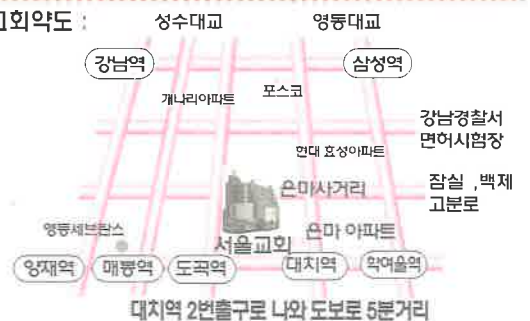 회약도 :
성수대교 영동대교
강남역 삼성역
개나리아파트 포스코
강남경찰서
면허시험장
현대 효성아파트
은마사거리
잠실 ,백제
고분로
영동세브란스
서울교회 은마 아파트
양재역 매봉역 도곡역 대치역 학여울역
대치역 2번출구로 나와 도보로 5분거리